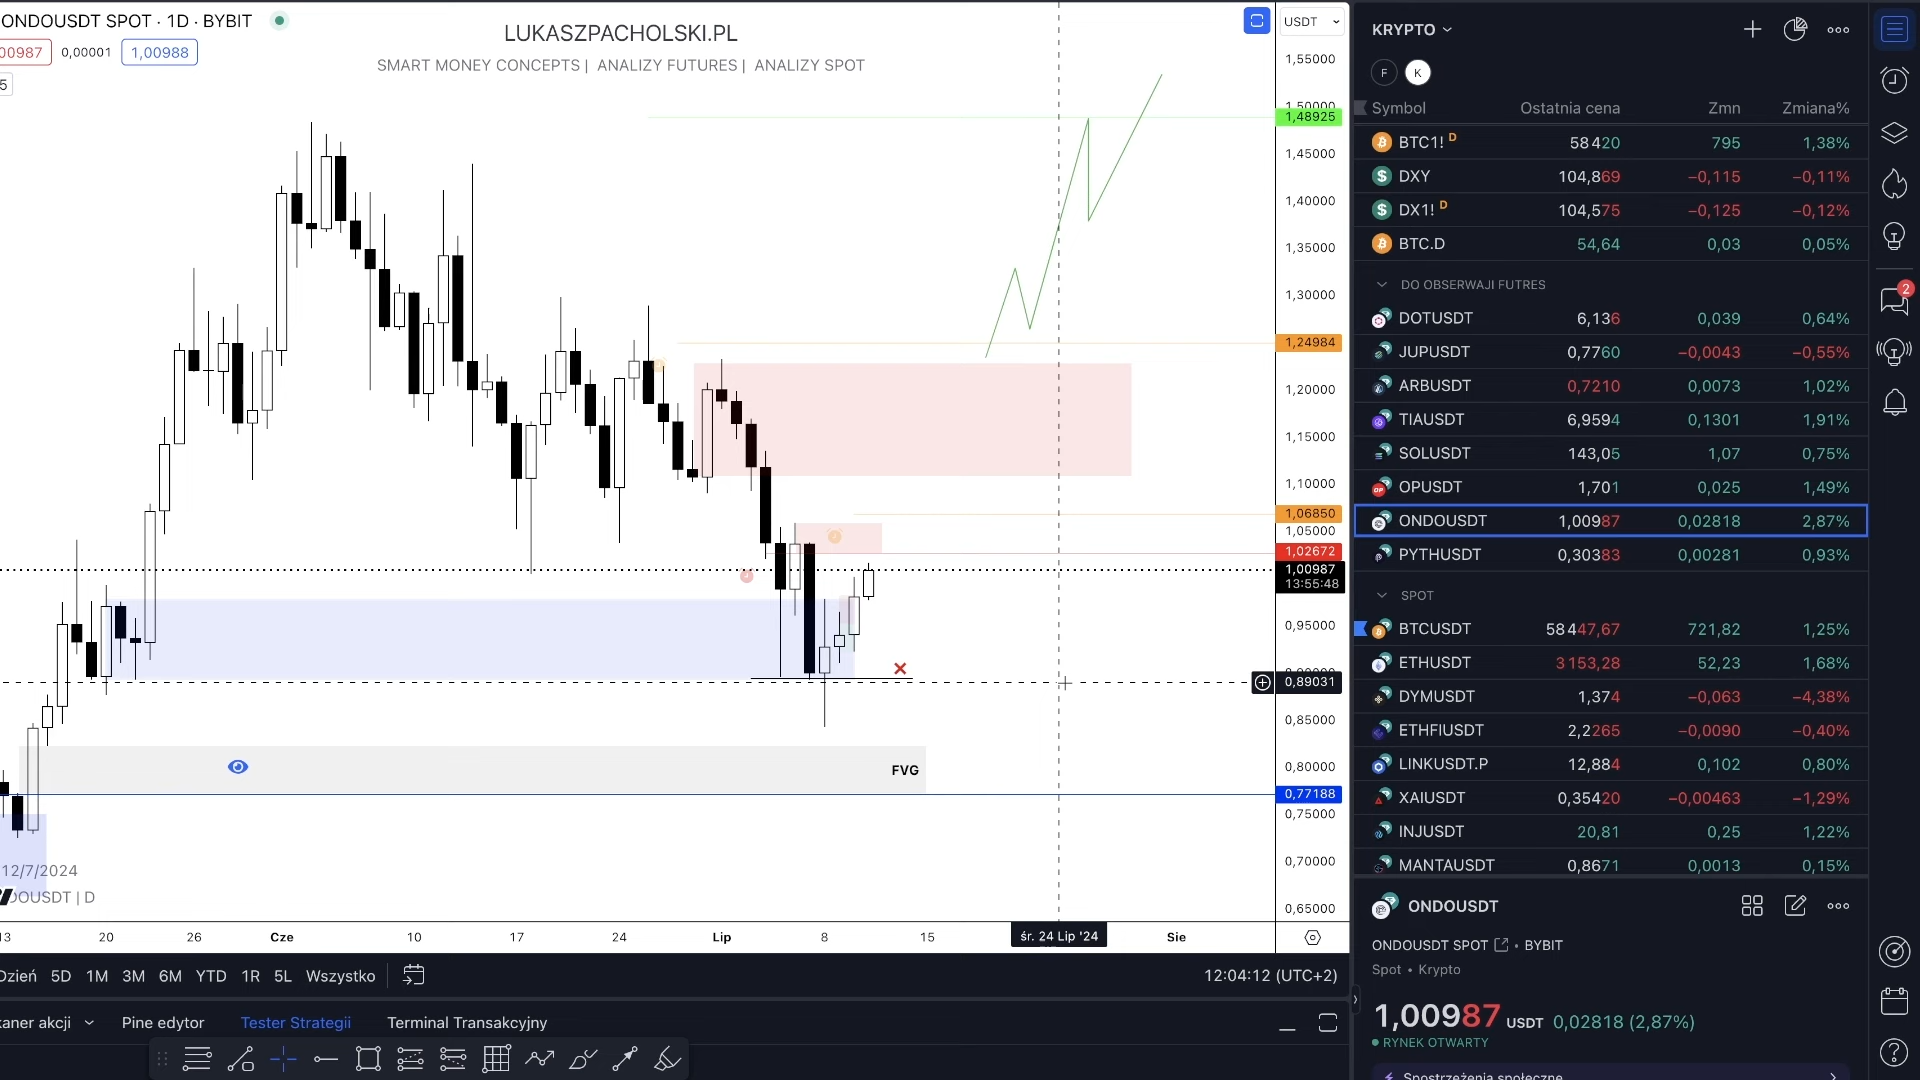 ONDOUSDT SPOT · 1D · BYBIT
00987
0,00001
1,00988
5
LUKASZPACHOLSKI.PL
SMART MONEY CONCEPTS | ANALIZY FUTURES | ANALIZY SPOT
USDT
1,55000
1,50000
1,48925
1,45000
1,40000
1,35000
1,30000
1,24984
1,20000
1,15000
1,10000
1,06850
1,05000
1,02672
1,00987
13:55:48
0,95000
0,89031
0,85000
0,80000
0,77188
0,75000
0,70000
0,65000
FVG
12/7/2024
DOUSDT | D
13
20
26
Cze
10
17
24
Lip
8
15
śr. 24 Lip '24
Sie
Dzień 5D 1M 3M 6M YTD 1R 5L Wszystko
12:04:12 (UTC+2)
aner akcji
Pine edytor
Tester Strategii
Terminal Transakcyjny
KRYPTO
F
K
Symbol Ostatnia cena Zmn Zmiana%
BTC1! D 58420 795 1,38%
DXY 104,869 −0,115 −0,11%
DX1! D 104,575 −0,125 −0,12%
BTC.D 54,64 0,03 0,05%
DO OBSERWAJI FUTRES
DOTUSDT 6,136 0,039 0,64%
JUPUSDT 0,7760 −0,0043 −0,55%
ARBUSDT 0,7210 0,0073 1,02%
TIAUSDT 6,9594 0,1301 1,91%
SOLUSDT 143,05 1,07 0,75%
OPUSDT 1,701 0,025 1,49%
ONDOUSDT 1,00987 0,02818 2,87%
PYTHUSDT 0,30383 0,00281 0,93%
SPOT
BTCUSDT 58447,67 721,82 1,25%
ETHUSDT 3153,28 52,23 1,68%
DYMUSDT 1,374 −0,063 −4,38%
ETHFIUSDT 2,2265 −0,0090 −0,40%
LINKUSDT.P 12,884 0,102 0,80%
XAIUSDT 0,35420 −0,00463 −1,29%
INJUSDT 20,81 0,25 1,22%
MANTAUSDT 0,8671 0,0013 0,15%
ONDOUSDT
ONDOUSDT SPOT • BYBIT
Spot • Krypto
1,00987 USDT 0,02818 (2,87%)
RYNEK OTWARTY
Spostrzeżenia społeczne
2